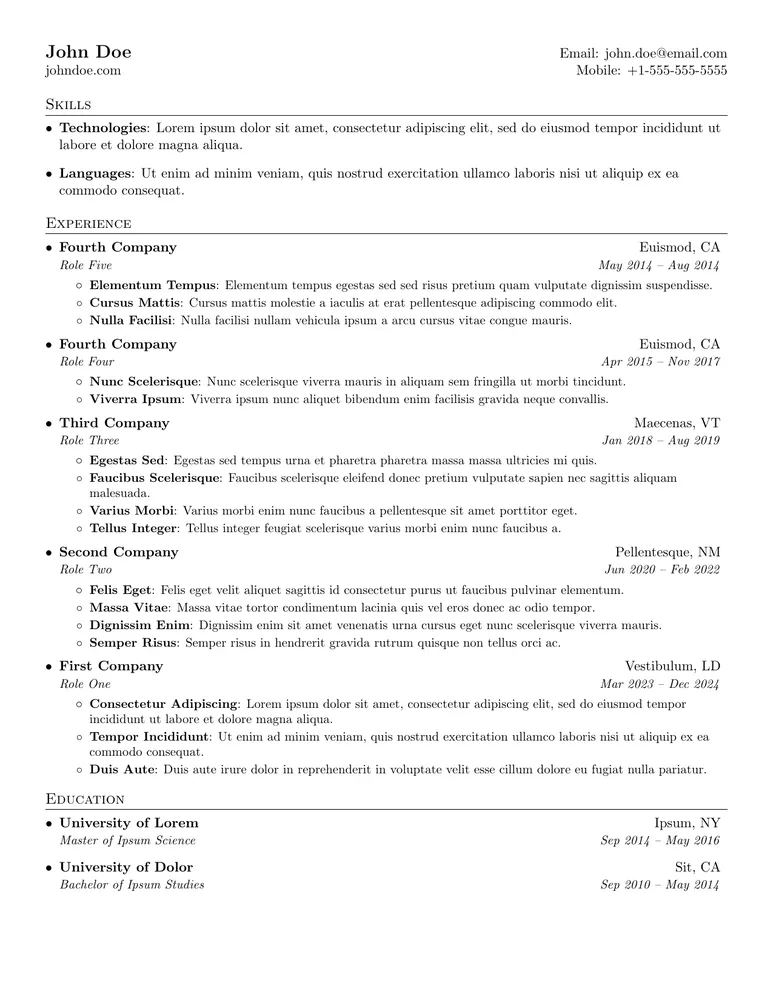 John Doe Email: john.doe@email.com
johndoe.com Mobile: +1-555-555-5555
Skills
• Technologies: Lorem ipsum dolor sit amet, consectetur adipiscing elit, sed do eiusmod tempor incididunt ut
labore et dolore magna aliqua.
• Languages: Ut enim ad minim veniam, quis nostrud exercitation ullamco laboris nisi ut aliquip ex ea
commodo consequat.
Experience
• Fourth Company Euismod, CA
Role Five May 2014 – Aug 2014
◦ Elementum Tempus: Elementum tempus egestas sed sed risus pretium quam vulputate dignissim suspendisse.
◦ Cursus Mattis: Cursus mattis molestie a iaculis at erat pellentesque adipiscing commodo elit.
◦ Nulla Facilisi: Nulla facilisi nullam vehicula ipsum a arcu cursus vitae congue mauris.
• Fourth Company Euismod, CA
Role Four Apr 2015 – Nov 2017
◦ Nunc Scelerisque: Nunc scelerisque viverra mauris in aliquam sem fringilla ut morbi tincidunt.
◦ Viverra Ipsum: Viverra ipsum nunc aliquet bibendum enim facilisis gravida neque convallis.
• Third Company Maecenas, VT
Role Three Jan 2018 – Aug 2019
◦ Egestas Sed: Egestas sed tempus urna et pharetra pharetra massa massa ultricies mi quis.
◦ Faucibus Scelerisque: Faucibus scelerisque eleifend donec pretium vulputate sapien nec sagittis aliquam
malesuada.
◦ Varius Morbi: Varius morbi enim nunc faucibus a pellentesque sit amet porttitor eget.
◦ Tellus Integer: Tellus integer feugiat scelerisque varius morbi enim nunc faucibus a.
• Second Company Pellentesque, NM
Role Two Jun 2020 – Feb 2022
◦ Felis Eget: Felis eget velit aliquet sagittis id consectetur purus ut faucibus pulvinar elementum.
◦ Massa Vitae: Massa vitae tortor condimentum lacinia quis vel eros donec ac odio tempor.
◦ Dignissim Enim: Dignissim enim sit amet venenatis urna cursus eget nunc scelerisque viverra mauris.
◦ Semper Risus: Semper risus in hendrerit gravida rutrum quisque non tellus orci ac.
• First Company Vestibulum, LD
Role One Mar 2023 – Dec 2024
◦ Consectetur Adipiscing: Lorem ipsum dolor sit amet, consectetur adipiscing elit, sed do eiusmod tempor
incididunt ut labore et dolore magna aliqua.
◦ Tempor Incididunt: Ut enim ad minim veniam, quis nostrud exercitation ullamco laboris nisi ut aliquip ex ea
commodo consequat.
◦ Duis Aute: Duis aute irure dolor in reprehenderit in voluptate velit esse cillum dolore eu fugiat nulla pariatur.
Education
• University of Lorem Ipsum, NY
Master of Ipsum Science Sep 2014 – May 2016
• University of Dolor Sit, CA
Bachelor of Ipsum Studies Sep 2010 – May 2014